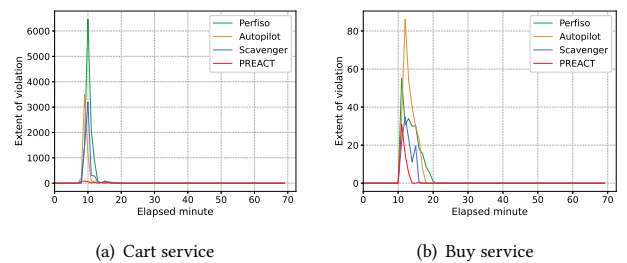 Extent of violation
6000
5000
4000
3000
2000
1000
0
0 10 20 30 40 50 60 70
Elapsed minute
Perfiso
Autopilot
Scavenger
PREACT
(a) Cart service
Extent of violation
80
60
40
20
0
0 10 20 30 40 50 60 70
Elapsed minute
Perfiso
Autopilot
Scavenger
PREACT
(b) Buy service